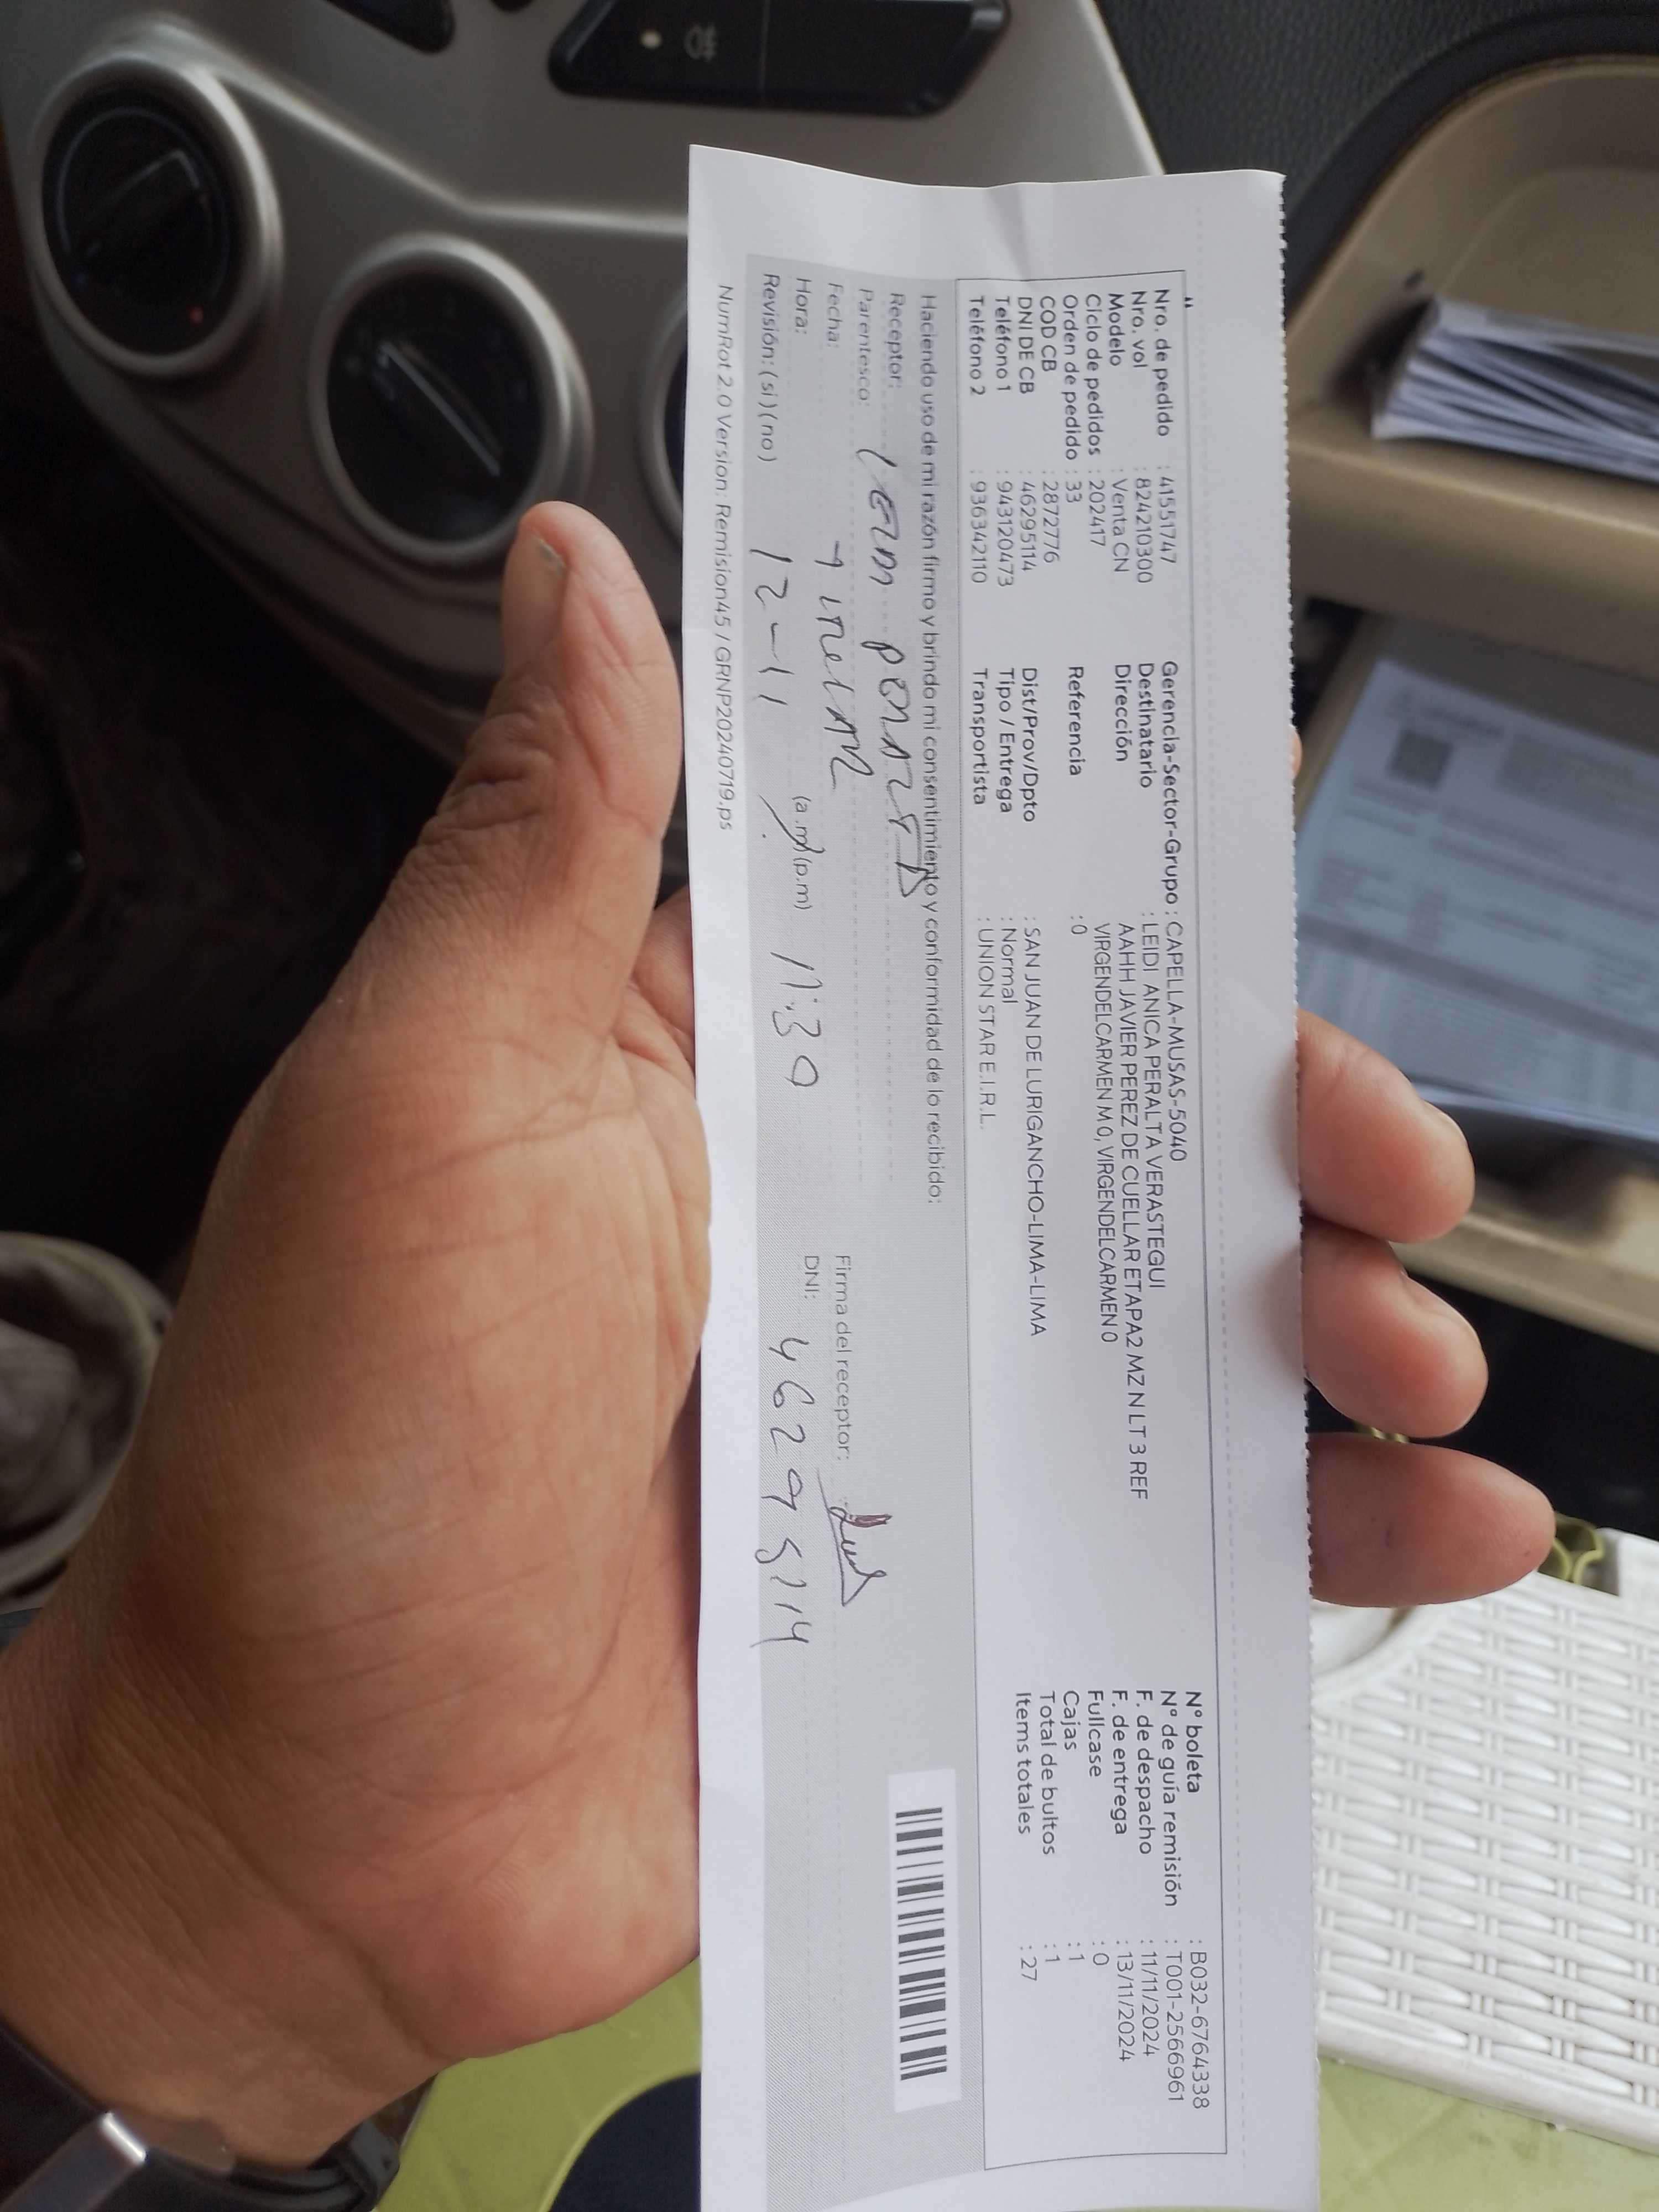 Nro. de pedido : 41551747
Nro. vol : 824210300
Modelo : Venta CN
Ciclo de pedidos : 202417
Orden de pedido : 33
COD CB : 2872776
DNI DE CB : 46295114
Teléfono 1 : 943120473
Teléfono 2 : 936342110
Gerencia-Sector-Grupo : CAPELLA-MUSAS-5040
Destinatario : LEIDI ANICA PERALTA VERASTEGUI
Dirección : AAHH JAVIER PEREZ DE CUELLAR ETAPA2 MZ N LT 3 REF
VIRGENDELCARMEN M 0, VIRGENDELCARMEN 0
Referencia : 0
Dist/Prov/Dpto : SAN JUAN DE LURIGANCHO-LIMA-LIMA
Tipo / Entrega : Normal
Transportista : UNION STAR E.I.R.L.
N° boleta : B032-6764338
N° de guía remisión : T001-2566961
F. de despacho : 11/11/2024
F. de entrega : 13/11/2024
Fullcase : 0
Cajas : 1
Total de bultos : 1
Items totales : 27
Haciendo uso de mi razón firmo y brindo mi consentimiento y conformidad de lo recibido:
Receptor:
Parentesco:
Fecha: 12-11
Hora: (a.m) (p.m) 11:39
Revisión: (si) (no)
Firma del receptor:
DNI: 46295114
NumRot 2.0 Version: Remision45 / GRNP20240719.ps